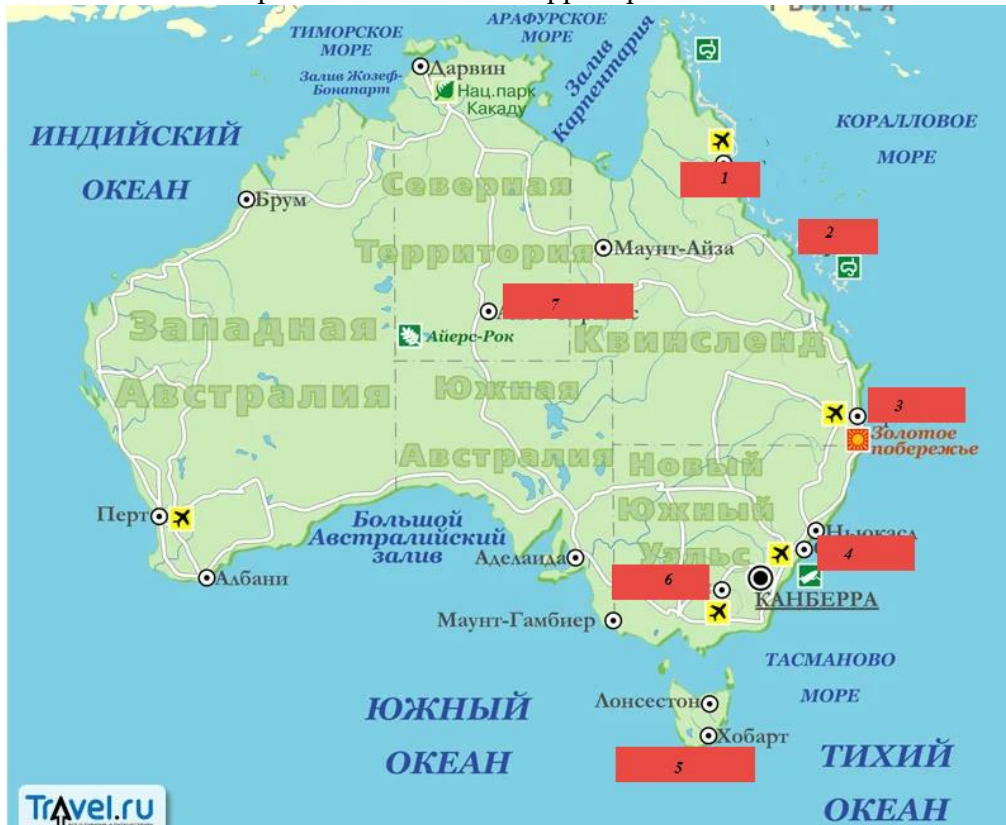 ТИМОРСКОЕ
МОРЕ
АРАФУРСКОЕ
МОРЕ
Залив Жозеф-
Бонапарт
Залив
Карпентария
Дарвин
Нац.парк
Какаду
ИНДИЙСКИЙ
ОКЕАН
КОРАЛЛОВОЕ
МОРЕ
1
Брум
Северная
Территория
2
Маунт-Айза
7
Западная
Австралия
Айерс-Рок
Квинсленд
Южная
Австралия
3
Золотое
побережье
Новый
Южный
Уэльс
Перт
Большой
Австралийский
залив
Ньюкасл
4
Аделаида
Албани
6
КАНБЕРРА
Маунт-Гамбиер
ТАСМАНОВО
МОРЕ
Лонсестон
Хобарт
ЮЖНЫЙ
ОКЕАН
5
ТИХИЙ
ОКЕАН
Travel.ru